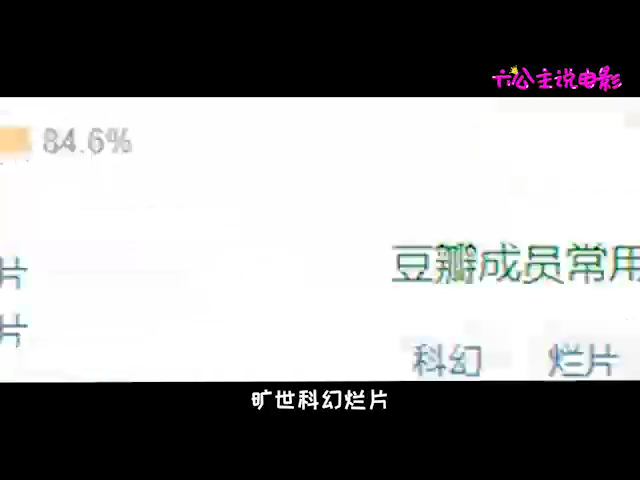 六公主说电影
84.6%
豆瓣成员常用
片
片
科幻 烂片
旷世科幻烂片